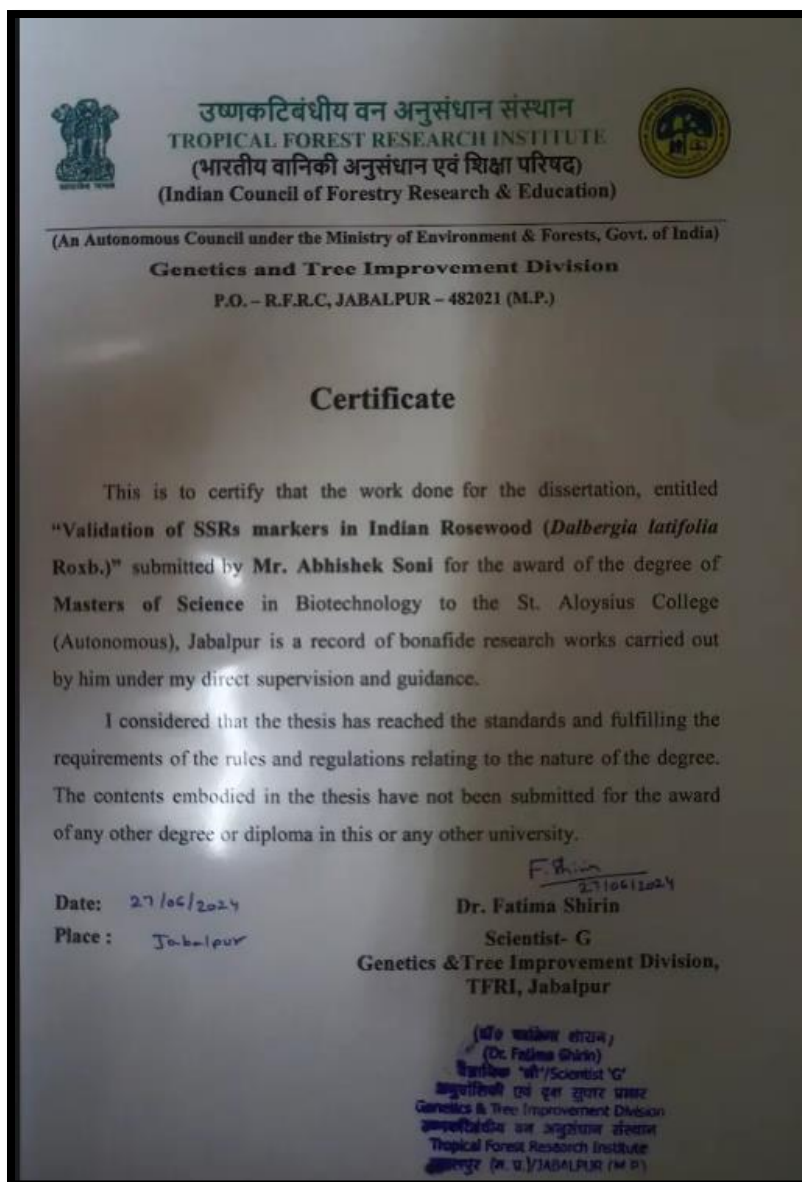 उष्णकटिबंधीय वन अनुसंधान संस्थान
TROPICAL FOREST RESEARCH INSTITUTE
(भारतीय वानिकी अनुसंधान एवं शिक्षा परिषद)
(Indian Council of Forestry Research & Education)
(An Autonomous Council under the Ministry of Environment & Forests, Govt. of India)
Genetics and Tree Improvement Division
P.O. – R.F.R.C, JABALPUR – 482021 (M.P.)
Certificate
This is to certify that the work done for the dissertation, entitled
“Validation of SSRs markers in Indian Rosewood (Dalbergia latifolia
Roxb.)” submitted by Mr. Abhishek Soni for the award of the degree of
Masters of Science in Biotechnology to the St. Aloysius College
(Autonomous), Jabalpur is a record of bonafide research works carried out
by him under my direct supervision and guidance.
I considered that the thesis has reached the standards and fulfilling the
requirements of the rules and regulations relating to the nature of the degree.
The contents embodied in the thesis have not been submitted for the award
of any other degree or diploma in this or any other university.
F. Shirin
27/06/2024
Date: 27/06/2024
Dr. Fatima Shirin
Place : Jabalpur
Scientist- G
Genetics &Tree Improvement Division,
TFRI, Jabalpur
(Dr. Fatima Shirin)
/Scientist 'G'
एवं वृक्ष सुधार
Genetics & Tree Improvement Division
वन अनुसंधान संस्थान
Tropical Forest Research Institute
(म. प्र.)/JABALPUR (M P)